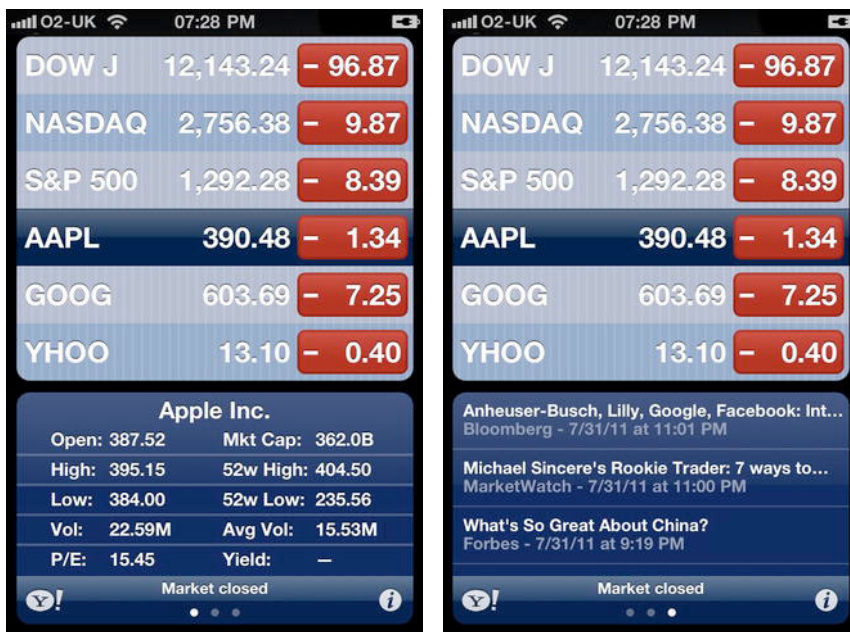 O2-UK 07:28 PM
DOW J 12,143.24 − 96.87
NASDAQ 2,756.38 − 9.87
S&P 500 1,292.28 − 8.39
AAPL 390.48 − 1.34
GOOG 603.69 − 7.25
YHOO 13.10 − 0.40
Apple Inc.
Open: 387.52 Mkt Cap: 362.0B
High: 395.15 52w High: 404.50
Low: 384.00 52w Low: 235.56
Vol: 22.59M Avg Vol: 15.53M
P/E: 15.45 Yield: —
Market closed
Y!
i
O2-UK 07:28 PM
DOW J 12,143.24 − 96.87
NASDAQ 2,756.38 − 9.87
S&P 500 1,292.28 − 8.39
AAPL 390.48 − 1.34
GOOG 603.69 − 7.25
YHOO 13.10 − 0.40
Anheuser-Busch, Lilly, Google, Facebook: Int...
Bloomberg - 7/31/11 at 11:01 PM
Michael Sincere's Rookie Trader: 7 ways to...
MarketWatch - 7/31/11 at 11:00 PM
What's So Great About China?
Forbes - 7/31/11 at 9:19 PM
Market closed
Y!
i